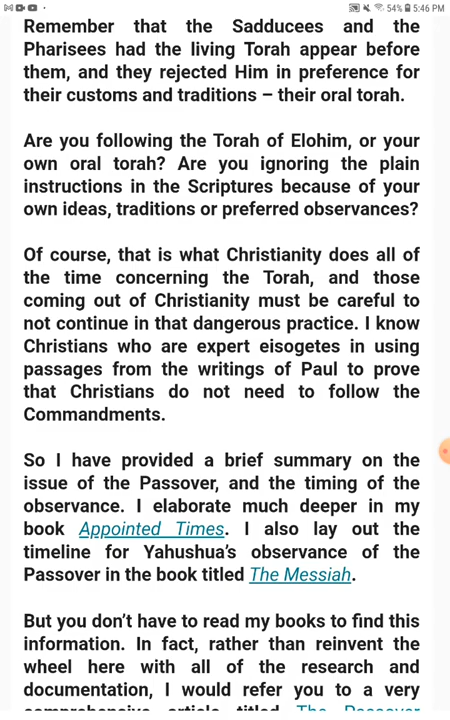 54% 5:46 PM
Remember that the Sadducees and the
Pharisees had the living Torah appear before
them, and they rejected Him in preference for
their customs and traditions – their oral torah.
Are you following the Torah of Elohim, or your
own oral torah? Are you ignoring the plain
instructions in the Scriptures because of your
own ideas, traditions or preferred observances?
Of course, that is what Christianity does all of
the time concerning the Torah, and those
coming out of Christianity must be careful to
not continue in that dangerous practice. I know
Christians who are expert eisogetes in using
passages from the writings of Paul to prove
that Christians do not need to follow the
Commandments.
So I have provided a brief summary on the
issue of the Passover, and the timing of the
observance. I elaborate much deeper in my
book Appointed Times. I also lay out the
timeline for Yahushua’s observance of the
Passover in the book titled The Messiah.
But you don’t have to read my books to find this
information. In fact, rather than reinvent the
wheel here with all of the research and
documentation, I would refer you to a very
comprehensive article titled The Passover